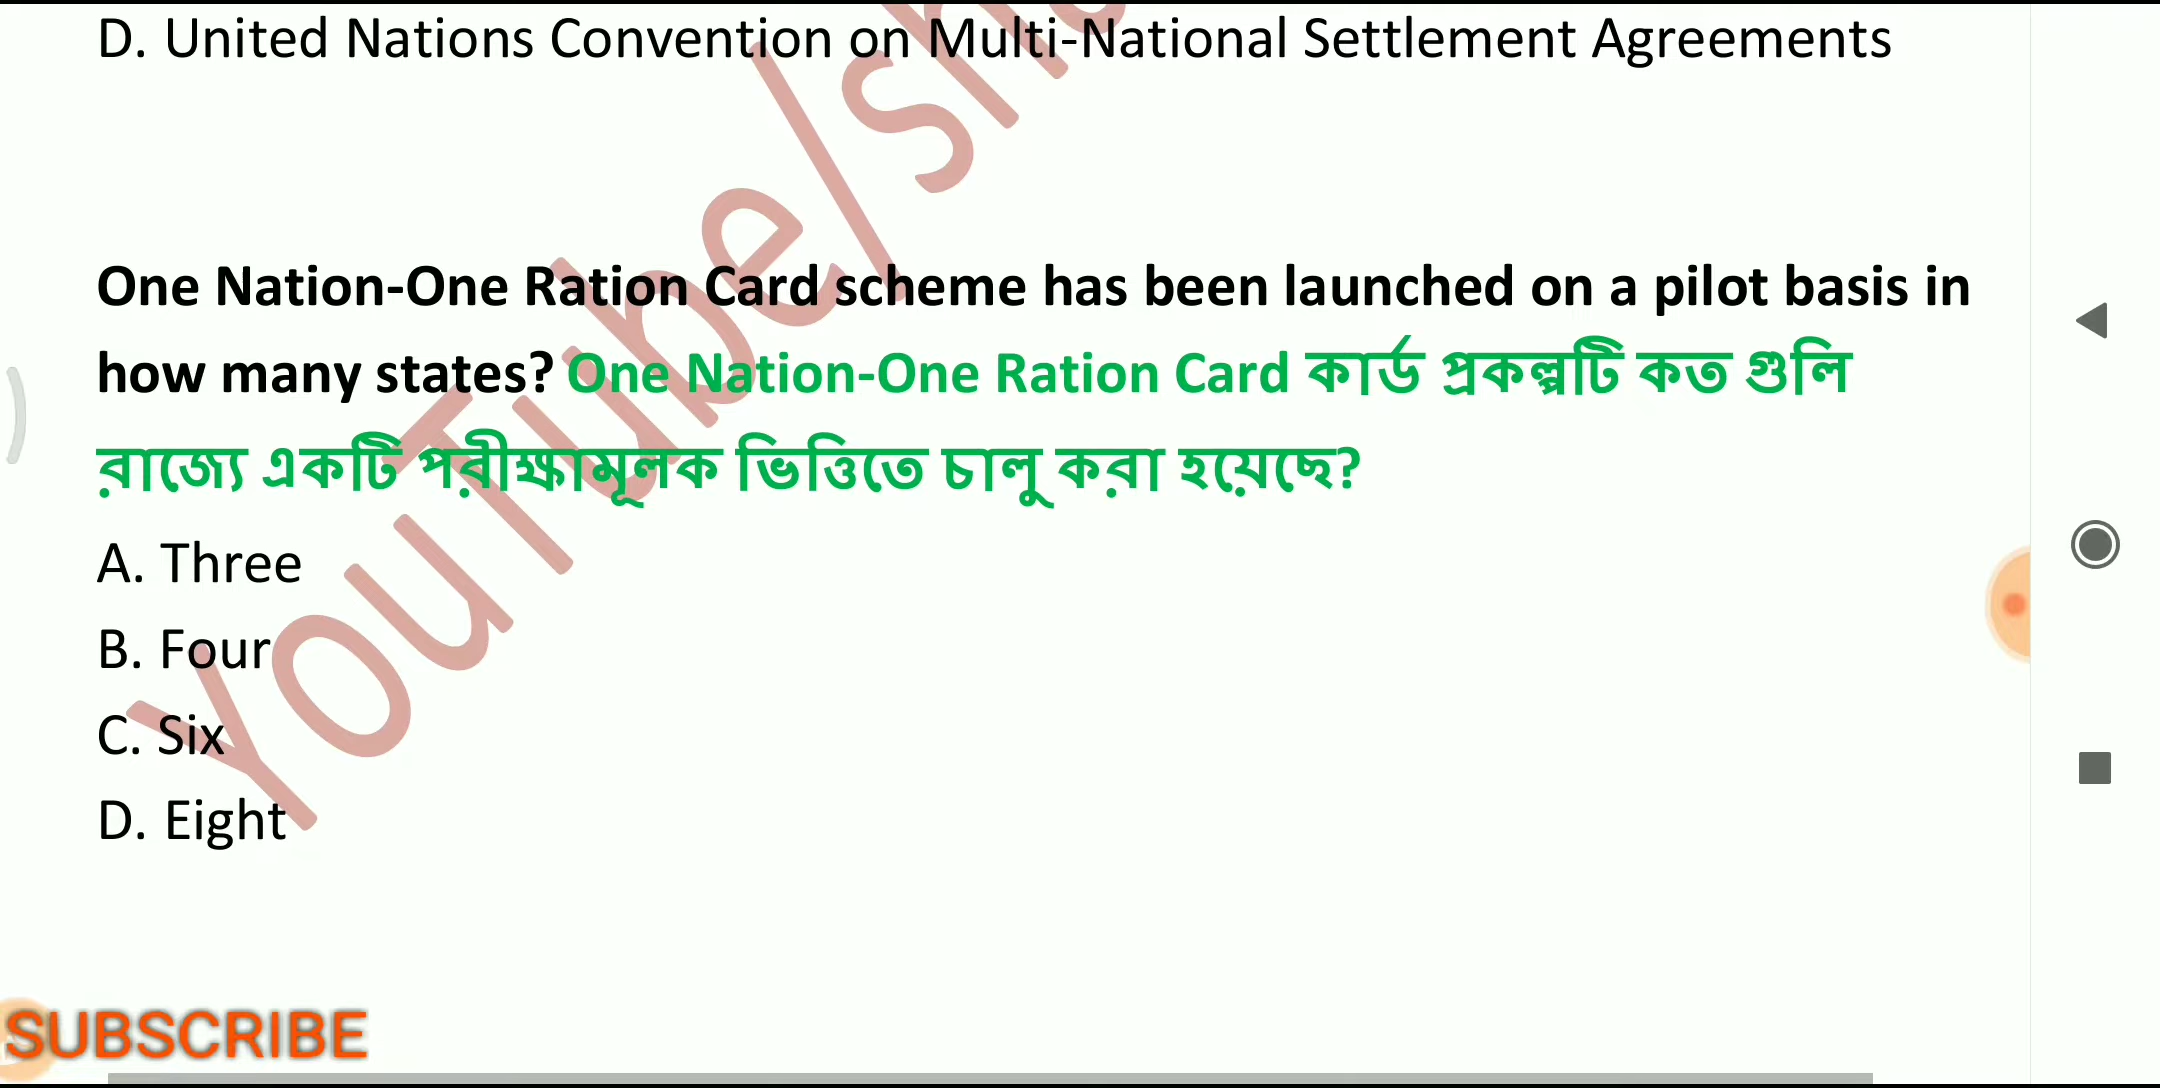 D. United Nations Convention on Multi-National Settlement Agreements
One Nation-One Ration Card scheme has been launched on a pilot basis in
how many states? One Nation-One Ration Card কার্ড প্রকল্পটি কত গুলি
রাজ্যে একটি পরীক্ষামূলক ভিত্তিতে চালু করা হয়েছে?
A. Three
B. Four
C. Six
D. Eight
YouTube/sha
SUBSCRIBE